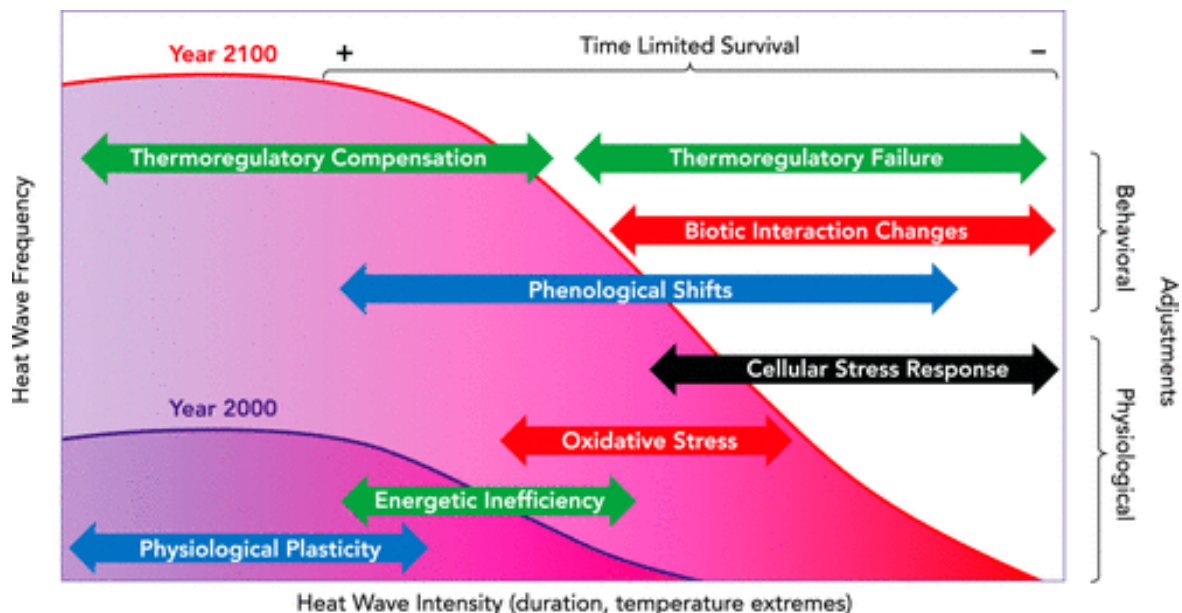 Time Limited Survival
Year 2100
+
–
Thermoregulatory Compensation
Thermoregulatory Failure
Biotic Interaction Changes
Phenological Shifts
Cellular Stress Response
Year 2000
Oxidative Stress
Energetic Inefficiency
Physiological Plasticity
Heat Wave Frequency
Behavioral
Physiological
Adjustments
Heat Wave Intensity (duration, temperature extremes)